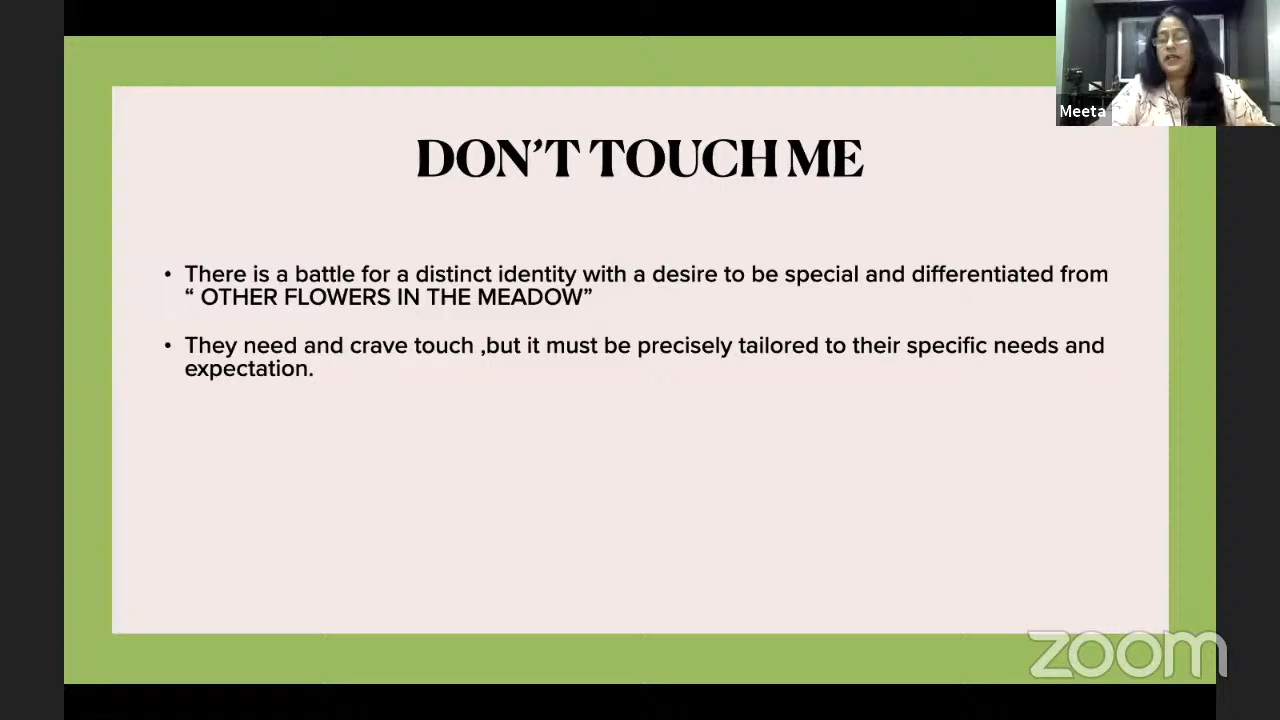 Meeta
DON'T TOUCH ME
• There is a battle for a distinct identity with a desire to be special and differentiated from
“ OTHER FLOWERS IN THE MEADOW”
• They need and crave touch ,but it must be precisely tailored to their specific needs and
expectation.
zoom